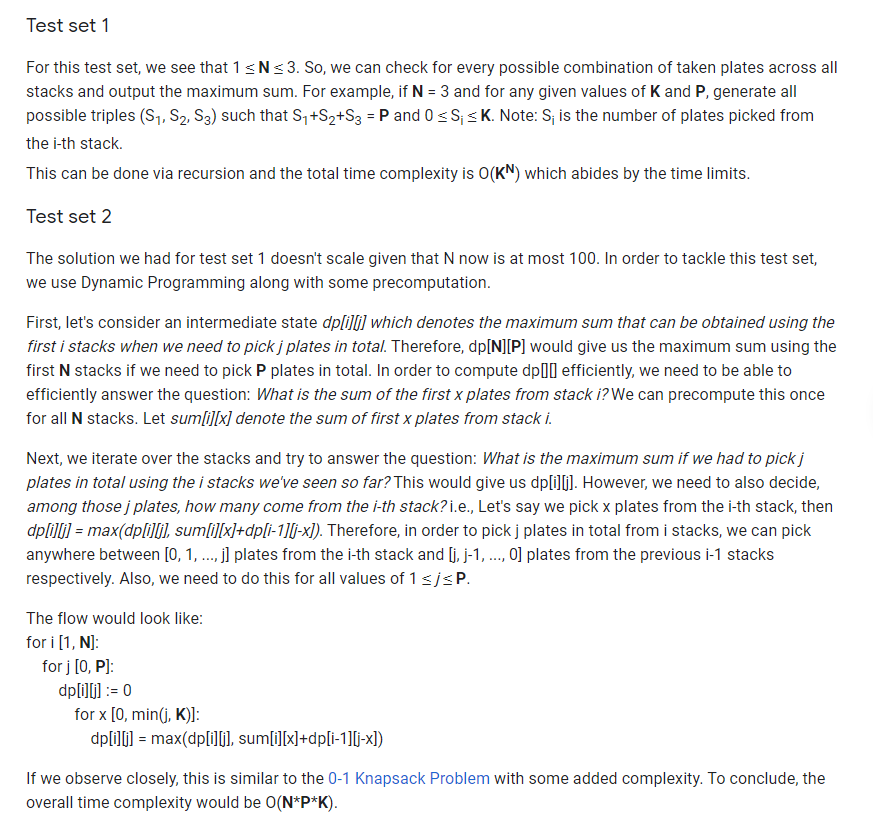 Test set 1
For this test set, we see that 1 ≤ N ≤ 3. So, we can check for every possible combination of taken plates across all
stacks and output the maximum sum. For example, if N = 3 and for any given values of K and P, generate all
possible triples (S₁, S₂, S₃) such that S₁+S₂+S₃ = P and 0 ≤ Sᵢ ≤ K. Note: Sᵢ is the number of plates picked from
the i-th stack.
This can be done via recursion and the total time complexity is O(Kᴺ) which abides by the time limits.
Test set 2
The solution we had for test set 1 doesn't scale given that N now is at most 100. In order to tackle this test set,
we use Dynamic Programming along with some precomputation.
First, let's consider an intermediate state dp[i][j] which denotes the maximum sum that can be obtained using the
first i stacks when we need to pick j plates in total. Therefore, dp[N][P] would give us the maximum sum using the
first N stacks if we need to pick P plates in total. In order to compute dp[][] efficiently, we need to be able to
efficiently answer the question: What is the sum of the first x plates from stack i? We can precompute this once
for all N stacks. Let sum[i][x] denote the sum of first x plates from stack i.
Next, we iterate over the stacks and try to answer the question: What is the maximum sum if we had to pick j
plates in total using the i stacks we've seen so far? This would give us dp[i][j]. However, we need to also decide,
among those j plates, how many come from the i-th stack? i.e., Let's say we pick x plates from the i-th stack, then
dp[i][j] = max(dp[i][j], sum[i][x]+dp[i-1][j-x]). Therefore, in order to pick j plates in total from i stacks, we can pick
anywhere between [0, 1, ..., j] plates from the i-th stack and [j, j-1, ..., 0] plates from the previous i-1 stacks
respectively. Also, we need to do this for all values of 1 ≤ j ≤ P.
The flow would look like:
for i [1, N]:
for j [0, P]:
dp[i][j] := 0
for x [0, min(j, K)]:
dp[i][j] = max(dp[i][j], sum[i][x]+dp[i-1][j-x])
If we observe closely, this is similar to the 0-1 Knapsack Problem with some added complexity. To conclude, the
overall time complexity would be O(N*P*K).